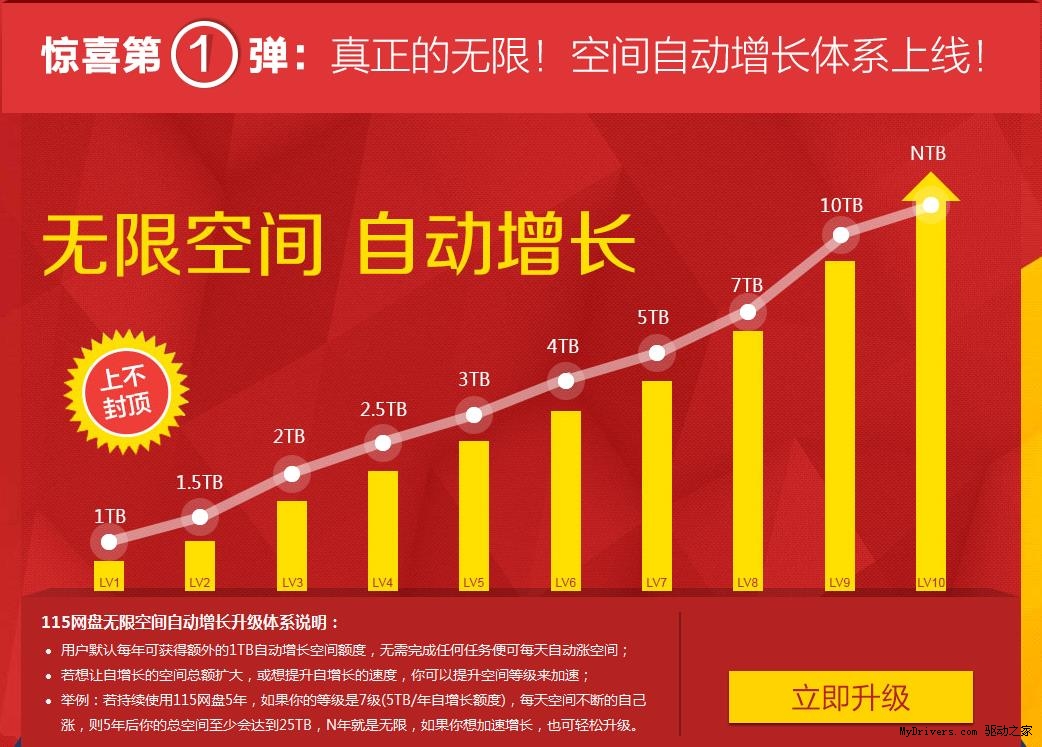 惊喜第1弹：真正的无限！空间自动增长体系上线！
NTB
10TB
无限空间 自动增长
7TB
5TB
4TB
3TB
2.5TB
2TB
1.5TB
1TB
上不
封顶
LV1 LV2 LV3 LV4 LV5 LV6 LV7 LV8 LV9 LV10
115网盘无限空间自动增长升级体系说明：
用户默认每年可获得额外的1TB自动增长空间额度，无需完成任何任务便可每天自动涨空间；
若想让自增长的空间总额扩大，或想提升自增长的速度，你可以提升空间等级来加速；
举例：若持续使用115网盘5年，如果你的等级是7级(5TB/年自增长额度)，每天空间不断的自己
涨，则5年后你的总空间至少会达到25TB，N年就是无限，如果你想加速增长，也可轻松升级。
立即升级
MyDrivers.com 驱动之家